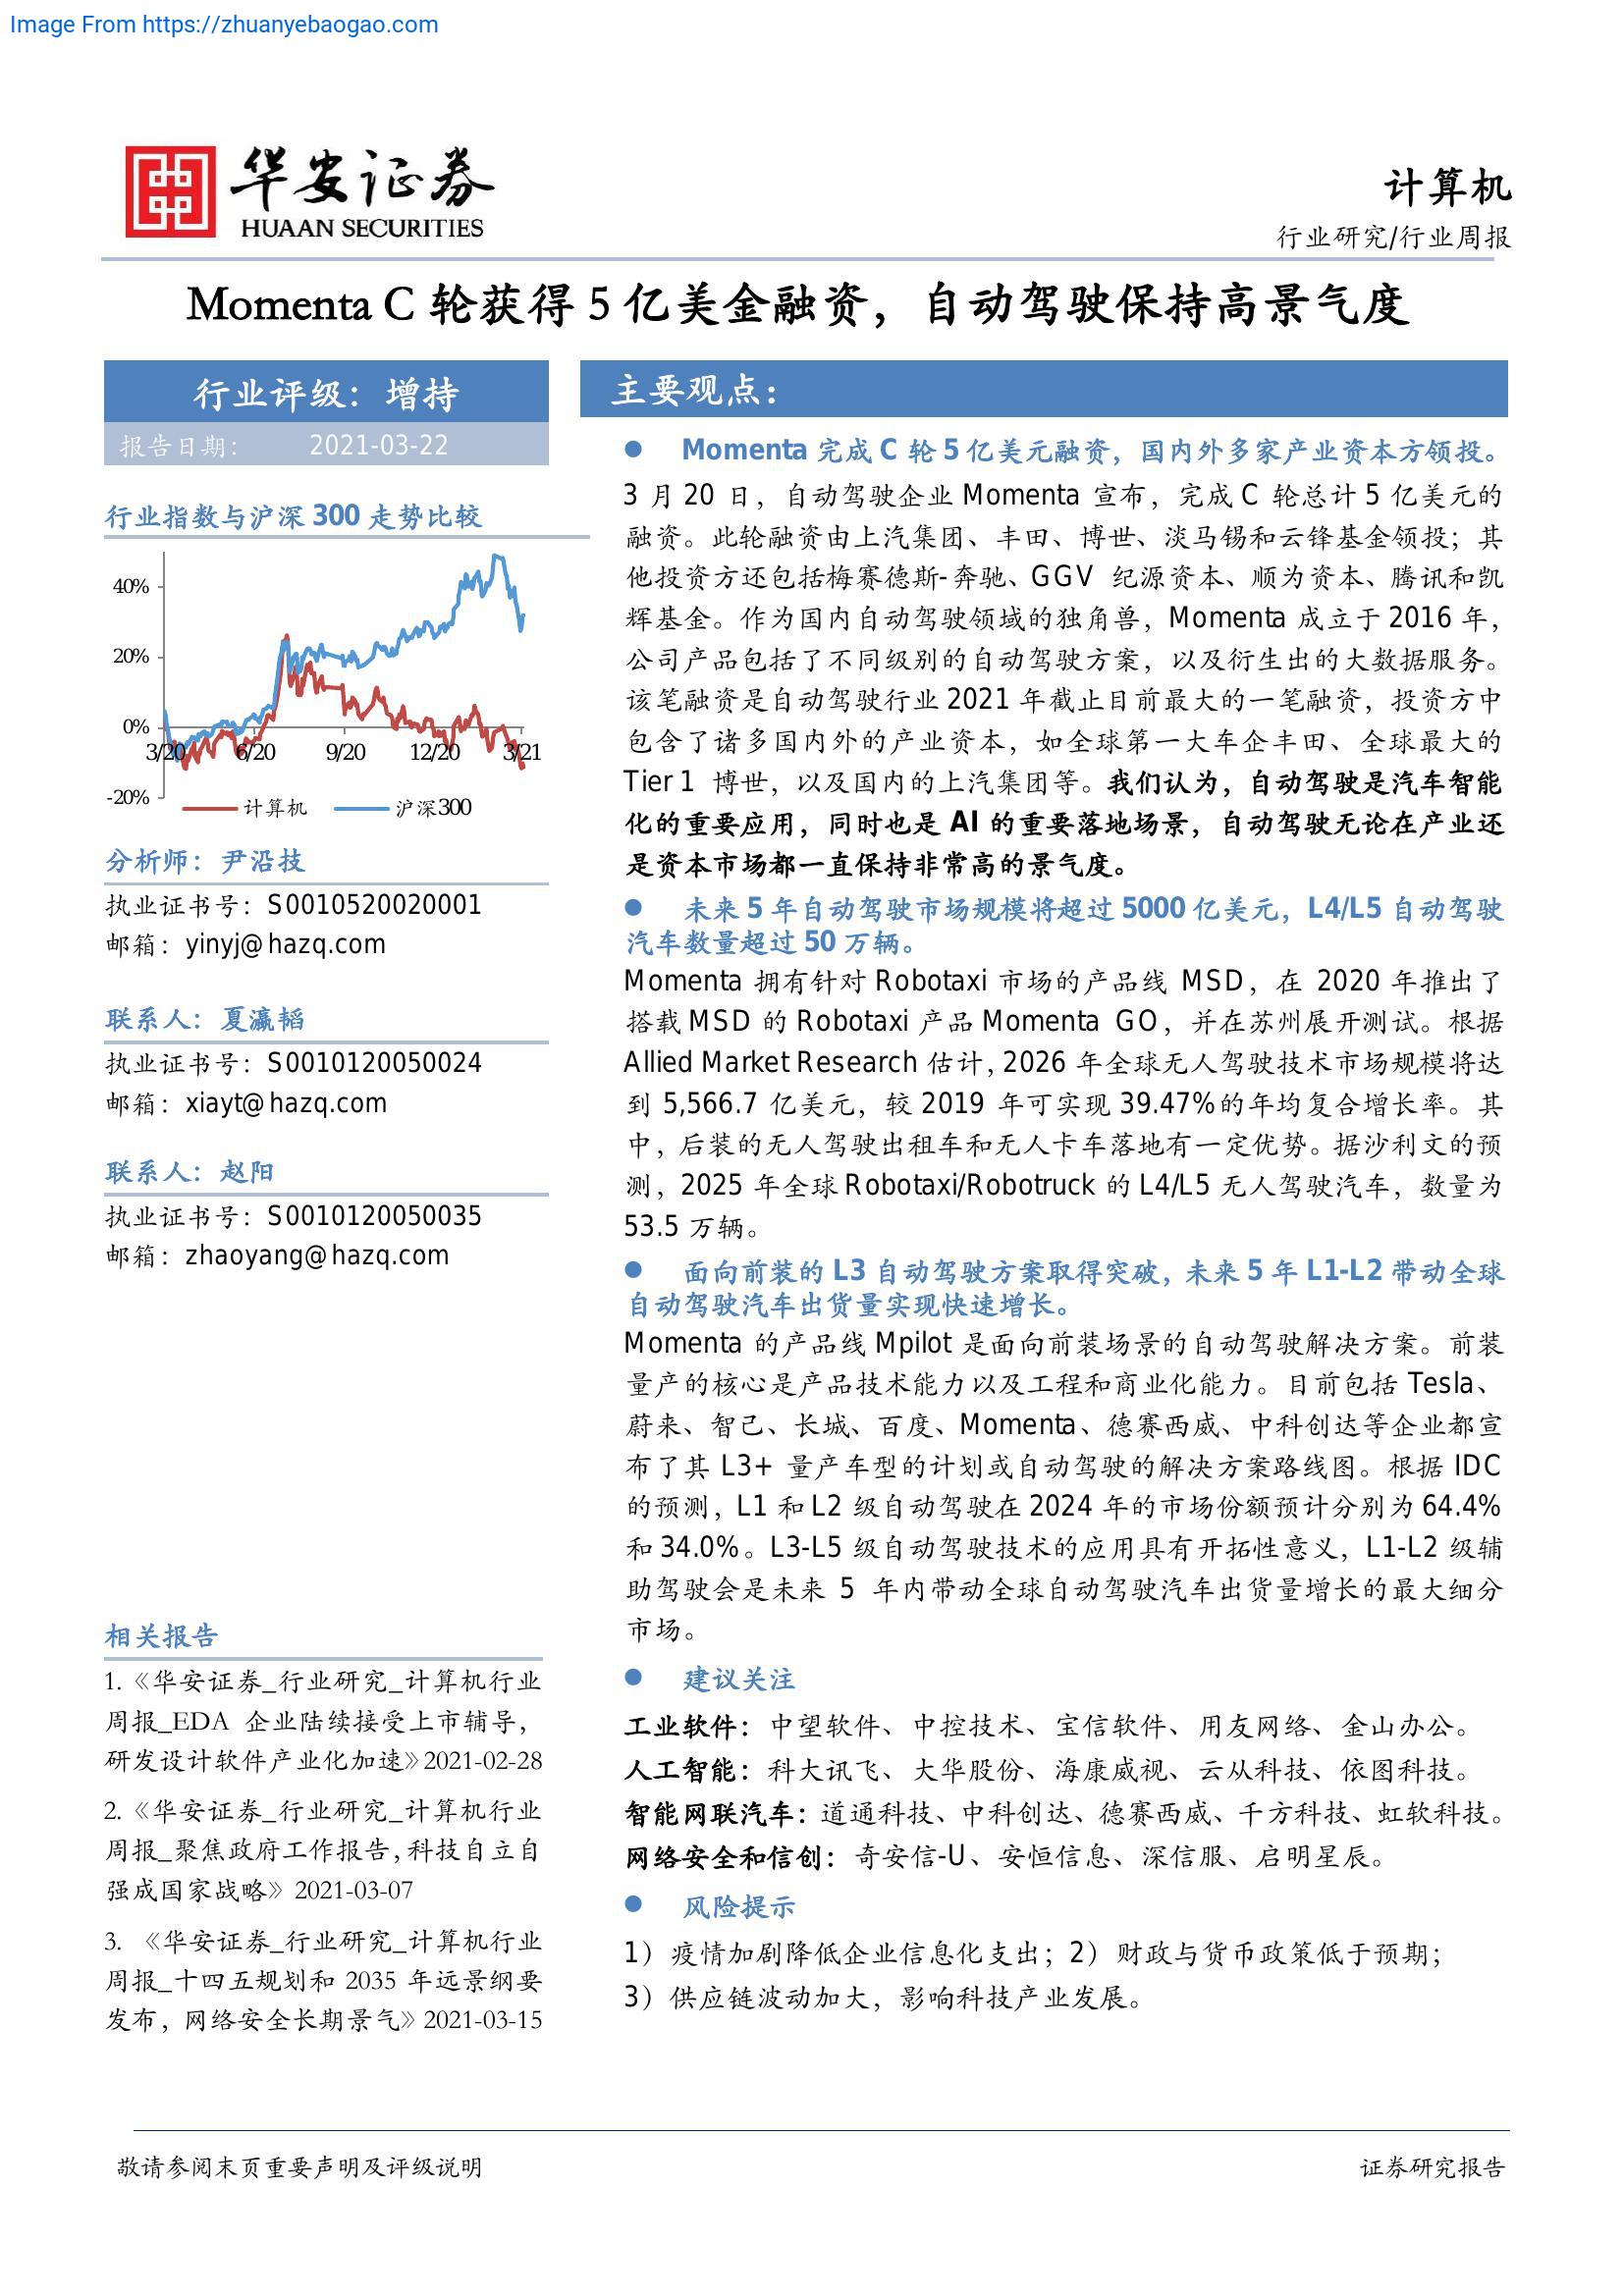 Image From https://zhuanyebaogao.com
华安证券
HUAAN SECURITIES
计算机
行业研究/行业周报
Momenta C 轮获得 5 亿美金融资，自动驾驶保持高景气度
行业评级：增持
报告日期： 2021-03-22
行业指数与沪深 300 走势比较
40%
20%
0%
3/20 6/20 9/20 12/20 3/21
-20%
计算机 沪深300
分析师：尹沿技
执业证书号：S0010520020001
邮箱：yinyj@hazq.com
联系人：夏瀛韬
执业证书号：S0010120050024
邮箱：xiayt@hazq.com
联系人：赵阳
执业证书号：S0010120050035
邮箱：zhaoyang@hazq.com
相关报告
1.《华安证券_行业研究_计算机行业
周报_EDA 企业陆续接受上市辅导，
研发设计软件产业化加速》2021-02-28
2.《华安证券_行业研究_计算机行业
周报_聚焦政府工作报告,科技自立自
强成国家战略》2021-03-07
3. 《华安证券_行业研究_计算机行业
周报_十四五规划和 2035 年远景纲要
发布，网络安全长期景气》2021-03-15
主要观点：
● Momenta 完成 C 轮 5 亿美元融资，国内外多家产业资本方领投。
3 月 20 日，自动驾驶企业 Momenta 宣布，完成 C 轮总计 5 亿美元的
融资。此轮融资由上汽集团、丰田、博世、淡马锡和云锋基金领投；其
他投资方还包括梅赛德斯-奔驰、GGV 纪源资本、顺为资本、腾讯和凯
辉基金。作为国内自动驾驶领域的独角兽，Momenta 成立于 2016 年，
公司产品包括了不同级别的自动驾驶方案，以及衍生出的大数据服务。
该笔融资是自动驾驶行业 2021 年截止目前最大的一笔融资，投资方中
包含了诸多国内外的产业资本，如全球第一大车企丰田、全球最大的
Tier 1 博世，以及国内的上汽集团等。我们认为，自动驾驶是汽车智能
化的重要应用，同时也是 AI 的重要落地场景，自动驾驶无论在产业还
是资本市场都一直保持非常高的景气度。
● 未来 5 年自动驾驶市场规模将超过 5000 亿美元，L4/L5 自动驾驶
汽车数量超过 50 万辆。
Momenta 拥有针对 Robotaxi 市场的产品线 MSD，在 2020 年推出了
搭载 MSD 的 Robotaxi 产品 Momenta GO，并在苏州展开测试。根据
Allied Market Research 估计，2026 年全球无人驾驶技术市场规模将达
到 5,566.7 亿美元，较 2019 年可实现 39.47%的年均复合增长率。其
中，后装的无人驾驶出租车和无人卡车落地有一定优势。据沙利文的预
测，2025 年全球 Robotaxi/Robotruck 的 L4/L5 无人驾驶汽车，数量为
53.5 万辆。
● 面向前装的 L3 自动驾驶方案取得突破，未来 5 年 L1-L2 带动全球
自动驾驶汽车出货量实现快速增长。
Momenta 的产品线 Mpilot 是面向前装场景的自动驾驶解决方案。前装
量产的核心是产品技术能力以及工程和商业化能力。目前包括 Tesla、
蔚来、智己、长城、百度、Momenta、德赛西威、中科创达等企业都宣
布了其 L3+ 量产车型的计划或自动驾驶的解决方案路线图。根据 IDC
的预测，L1 和 L2 级自动驾驶在 2024 年的市场份额预计分别为 64.4%
和 34.0%。L3-L5 级自动驾驶技术的应用具有开拓性意义，L1-L2 级辅
助驾驶会是未来 5 年内带动全球自动驾驶汽车出货量增长的最大细分
市场。
● 建议关注
工业软件：中望软件、中控技术、宝信软件、用友网络、金山办公。
人工智能：科大讯飞、大华股份、海康威视、云从科技、依图科技。
智能网联汽车：道通科技、中科创达、德赛西威、千方科技、虹软科技。
网络安全和信创：奇安信-U、安恒信息、深信服、启明星辰。
● 风险提示
1）疫情加剧降低企业信息化支出；2）财政与货币政策低于预期；
3）供应链波动加大，影响科技产业发展。
敬请参阅末页重要声明及评级说明
证券研究报告